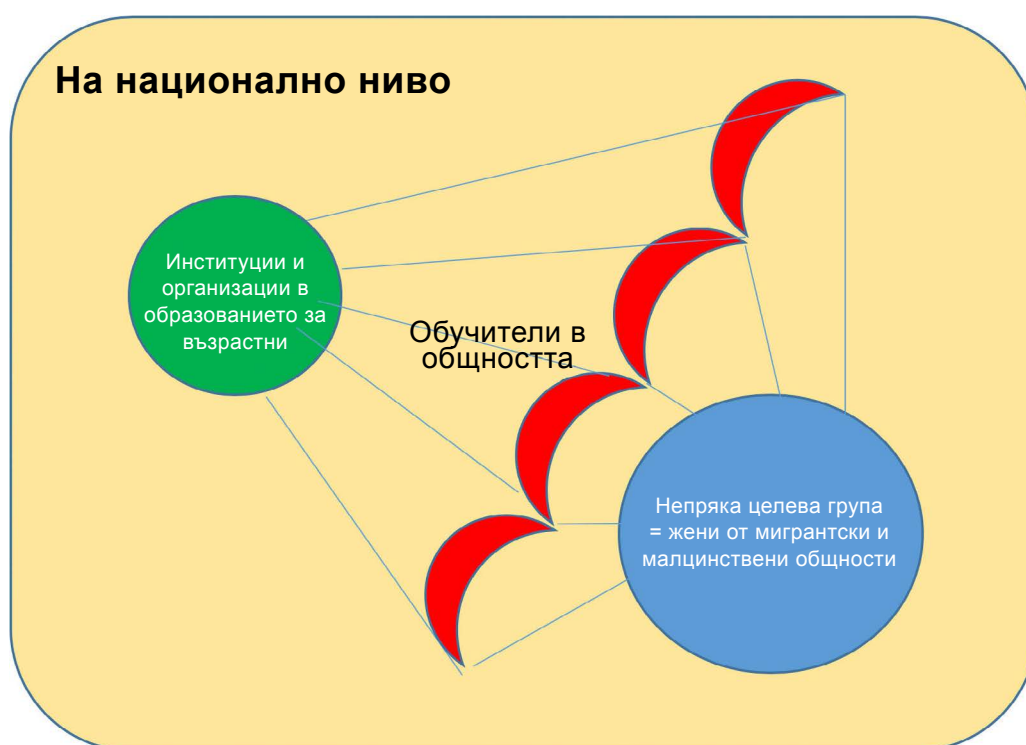 На национално ниво
Институции и
организации в
образованието за
възрастни
Обучители в
общността
Непряка целева група
= жени от мигрантски и
малцинствени общности